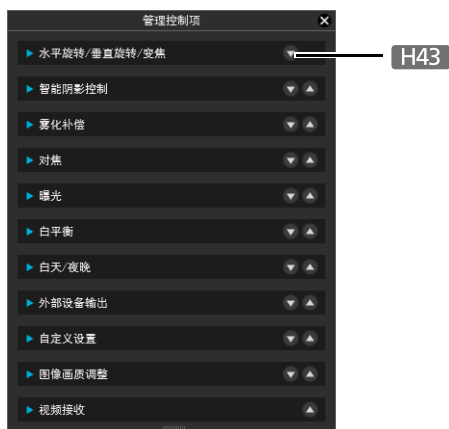 管理控制项
水平旋转/垂直旋转/变焦
H43
智能阴影控制
雾化补偿
对焦
曝光
白平衡
白天/夜晚
外部设备输出
自定义设置
图像画质调整
视频接收